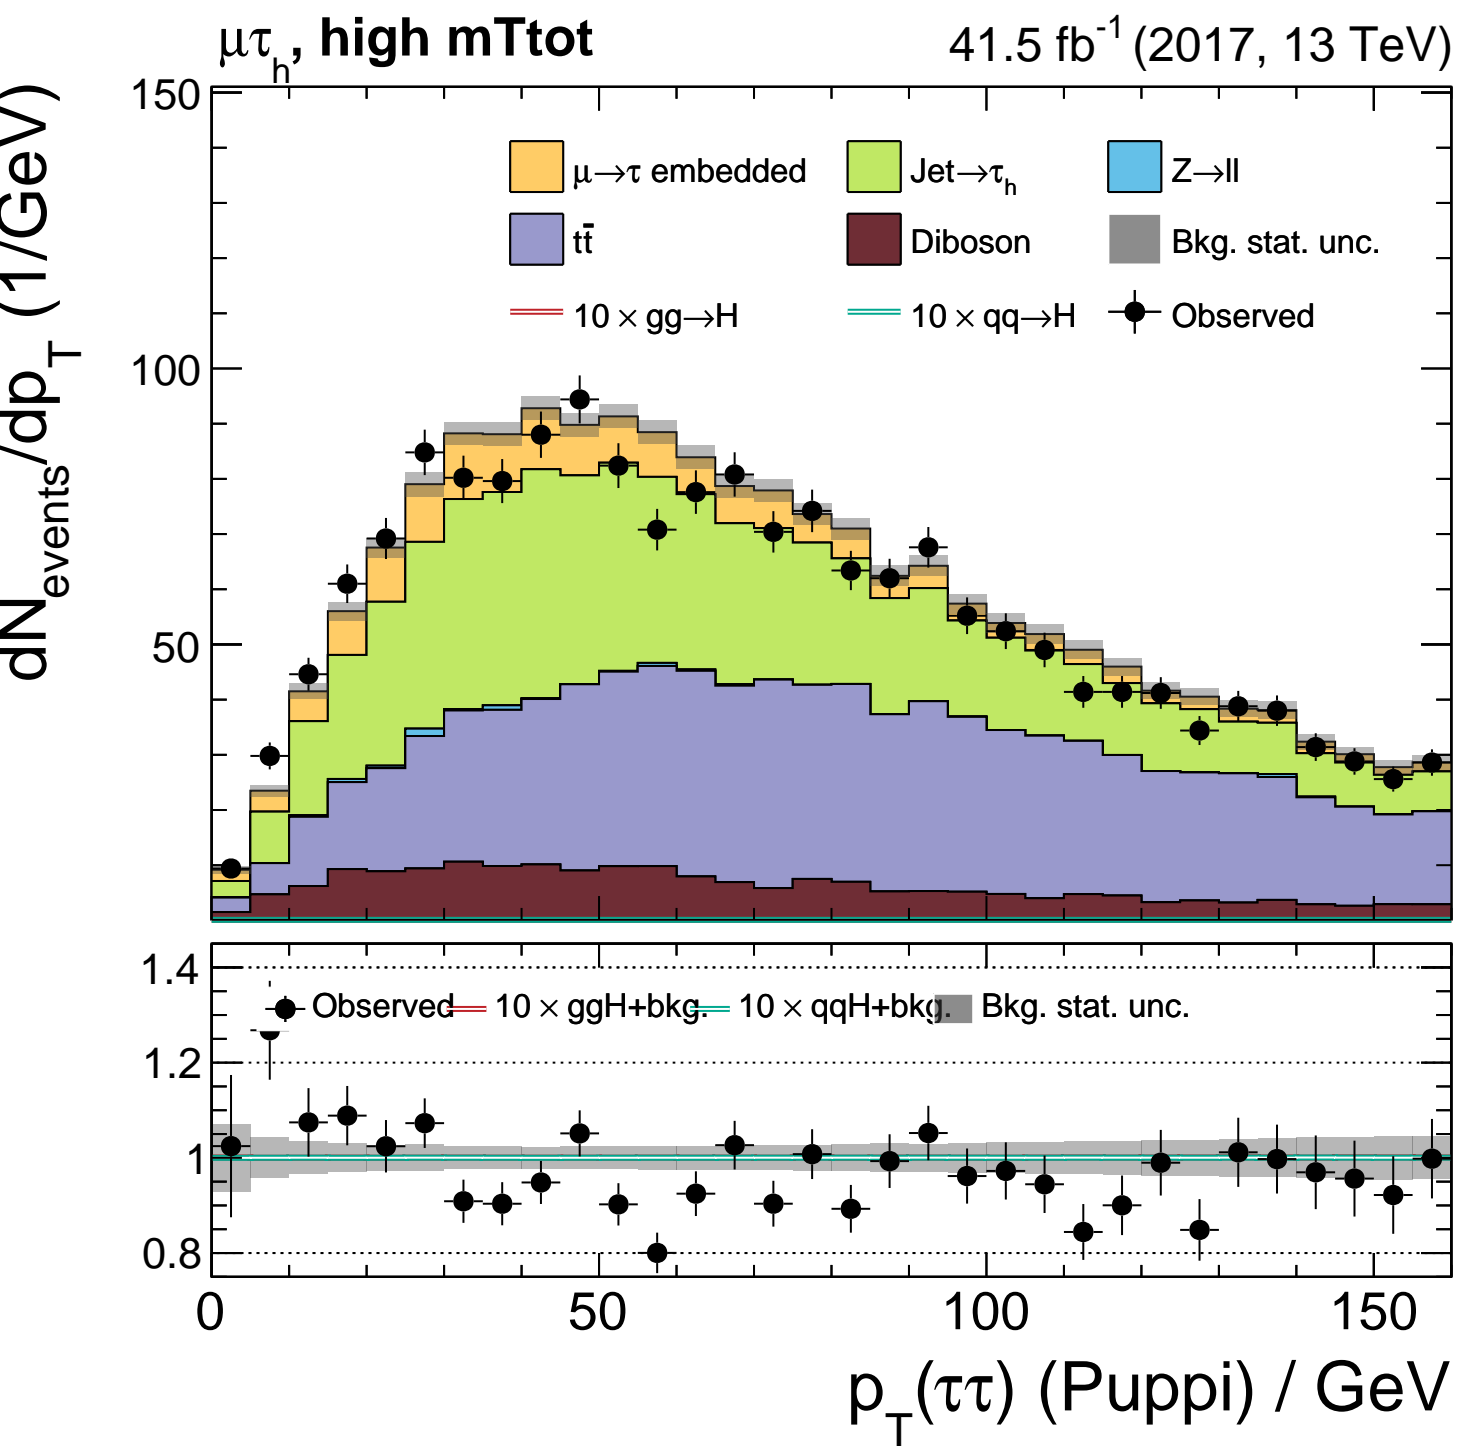 μτh, high mTtot
41.5 fb-1 (2017, 13 TeV)
dNevents/dpT (1/GeV)
150
100
50
μ→τ embedded
Jet→τh
Z→ll
tt̄
Diboson
Bkg. stat. unc.
10 × gg→H
10 × qq→H
Observed
1.4
1.2
1
0.8
Observed
10 × ggH+bkg.
10 × qqH+bkg.
Bkg. stat. unc.
0
50
100
150
pT(ττ) (Puppi) / GeV